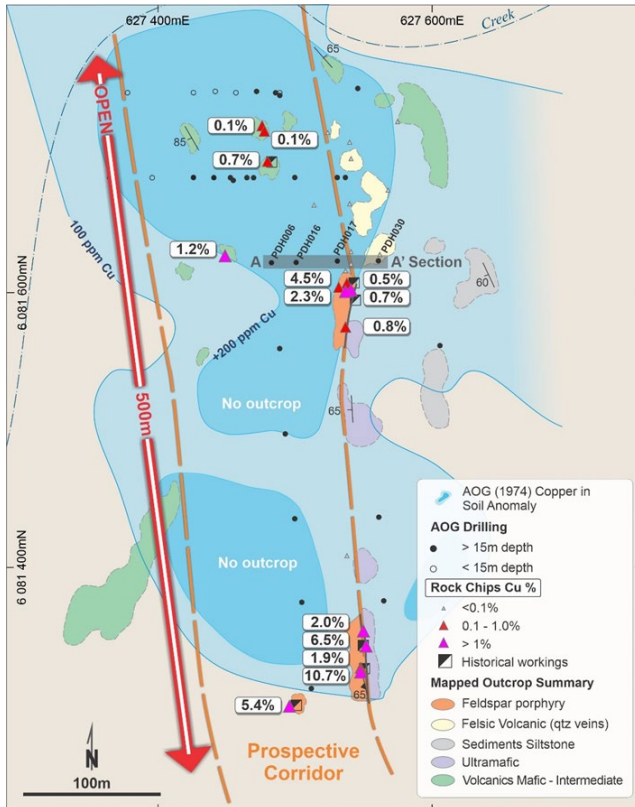 627 400mE
627 600mE
Creek
65
OPEN
0.1%
0.1%
85
0.7%
PDH006
PDH016
PDH017
PDH030
100 ppm Cu
1.2%
A
A' Section
4.5%
0.5%
2.3%
0.7%
60
6 081 600mN
0.8%
+200 ppm Cu
500m
No outcrop
65
No outcrop
6 081 400mN
2.0%
6.5%
1.9%
10.7%
65
5.4%
Prospective
Corridor
N
100m
AOG (1974) Copper in
Soil Anomaly
AOG Drilling
> 15m depth
< 15m depth
Rock Chips Cu %
<0.1%
0.1 - 1.0%
> 1%
Historical workings
Mapped Outcrop Summary
Feldspar porphyry
Felsic Volcanic (qtz veins)
Sediments Siltstone
Ultramafic
Volcanics Mafic - Intermediate